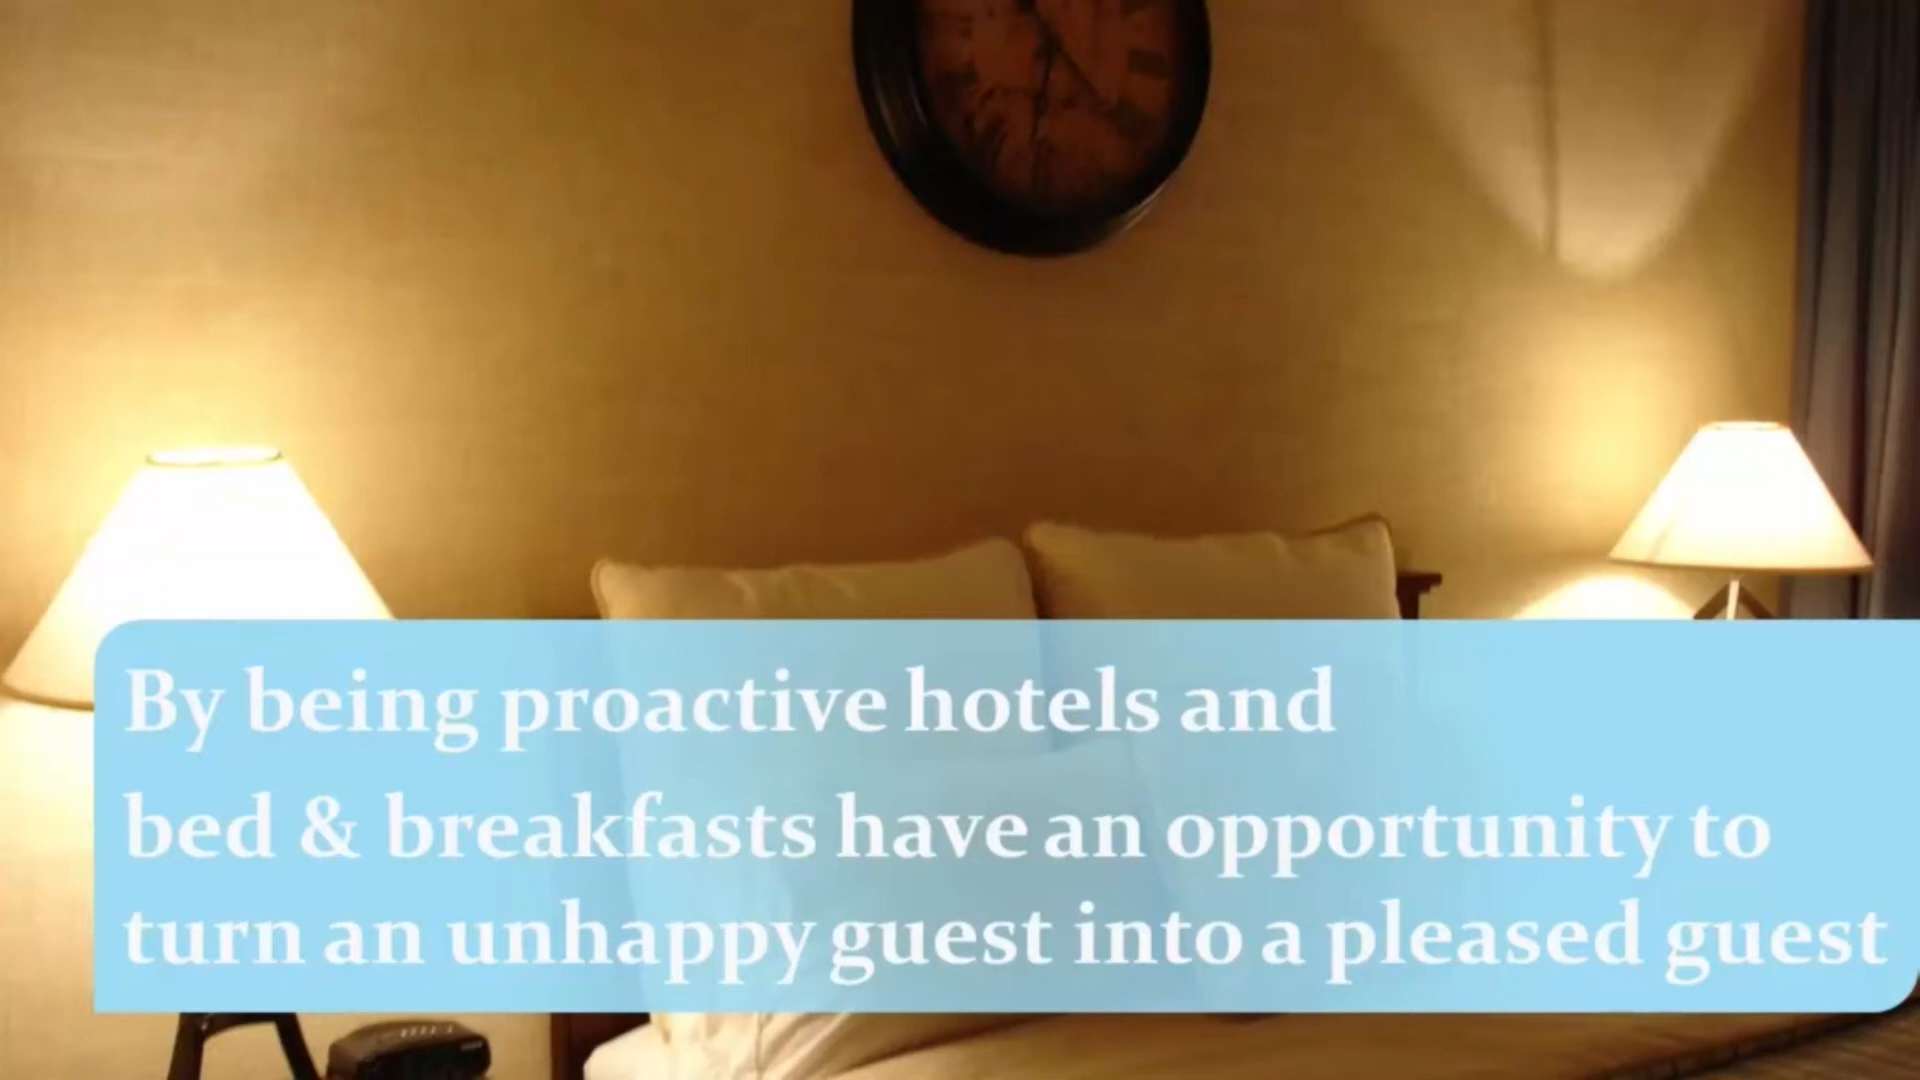 By being proactive hotels and
bed & breakfasts have an opportunity to
turn an unhappy guest into a pleased guest